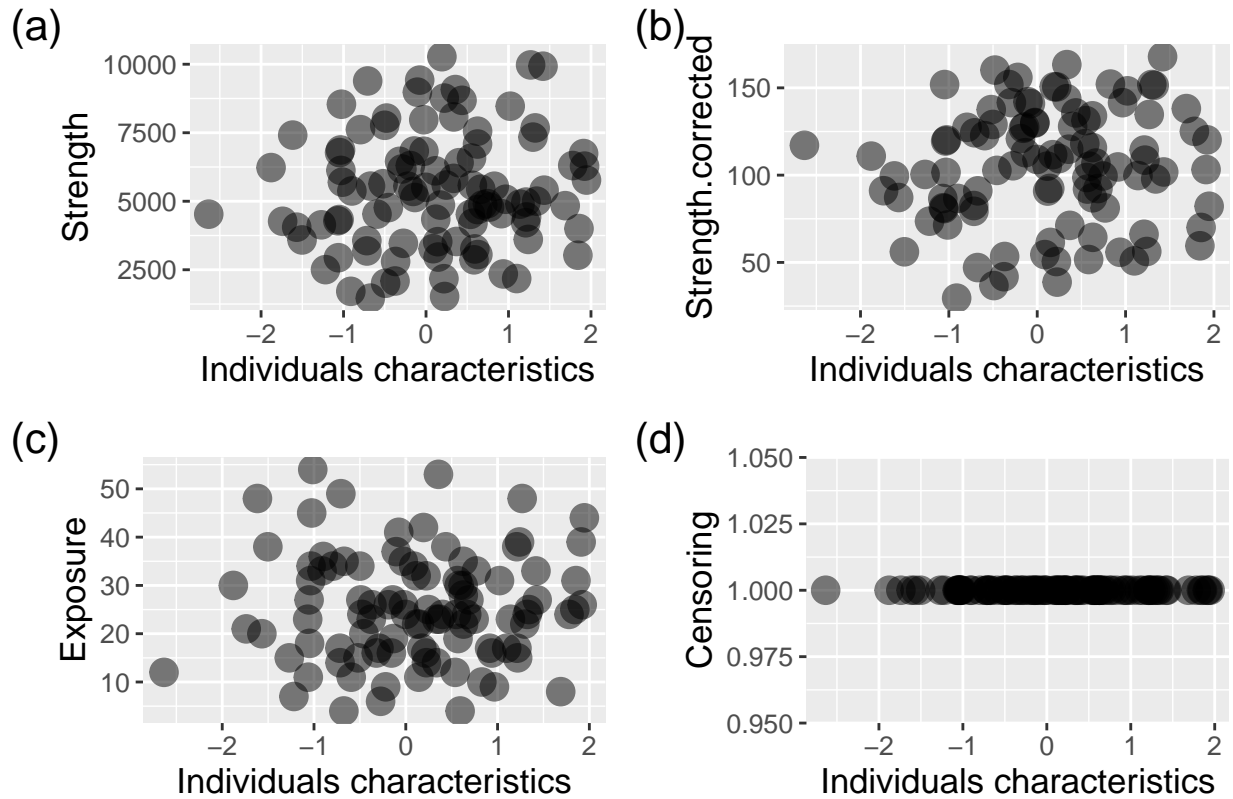 (a)
Strength
10000
7500
5000
2500
−2 −1 0 1 2
Individuals characteristics
(b)
Strength.corrected
150
100
50
−2 −1 0 1 2
Individuals characteristics
(c)
Exposure
50
40
30
20
10
−2 −1 0 1 2
Individuals characteristics
(d)
Censoring
1.050
1.025
1.000
0.975
0.950
−2 −1 0 1 2
Individuals characteristics